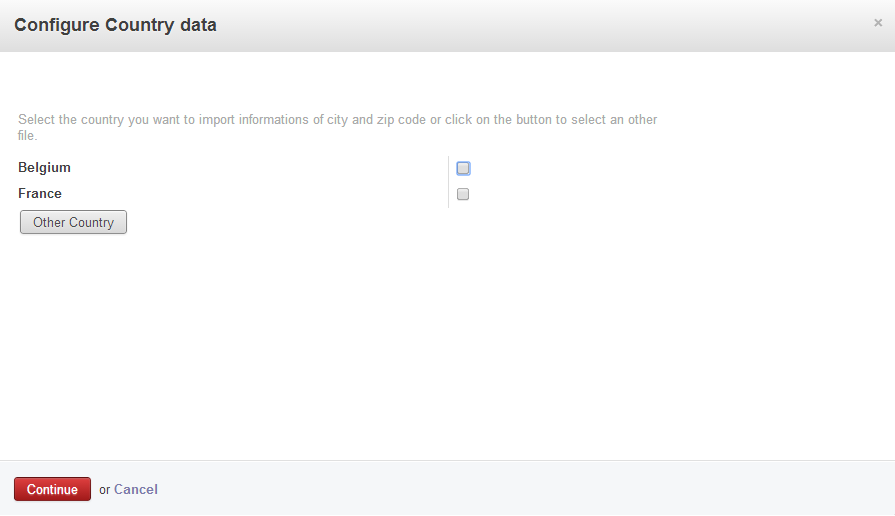 Configure Country data
×
Select the country you want to import informations of city and zip code or click on the button to select an other
file.
Belgium
France
Other Country
Continue or Cancel